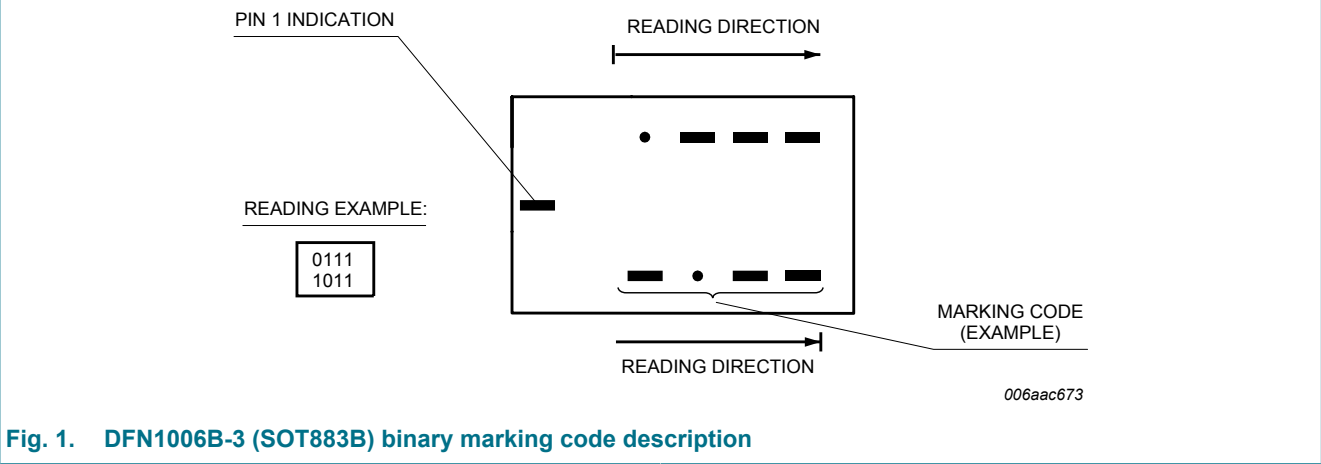 PIN 1 INDICATION
READING DIRECTION
READING EXAMPLE:
0111
1011
MARKING CODE
(EXAMPLE)
READING DIRECTION
006aac673
Fig. 1. DFN1006B-3 (SOT883B) binary marking code description